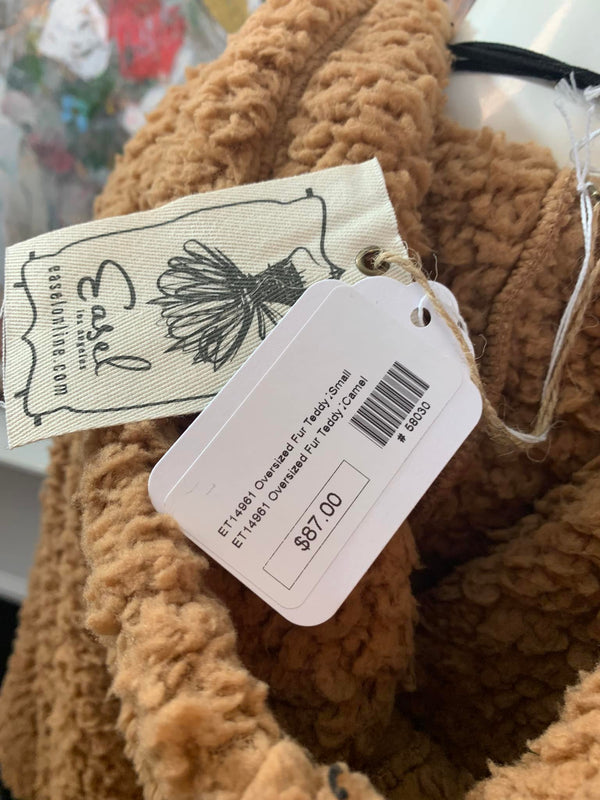 Easel
los angeles
easelonline.com
ET14961 Oversized Fur Teddy;Small
ET14961 Oversized Fur Teddy;Camel
# 58030
$87.00